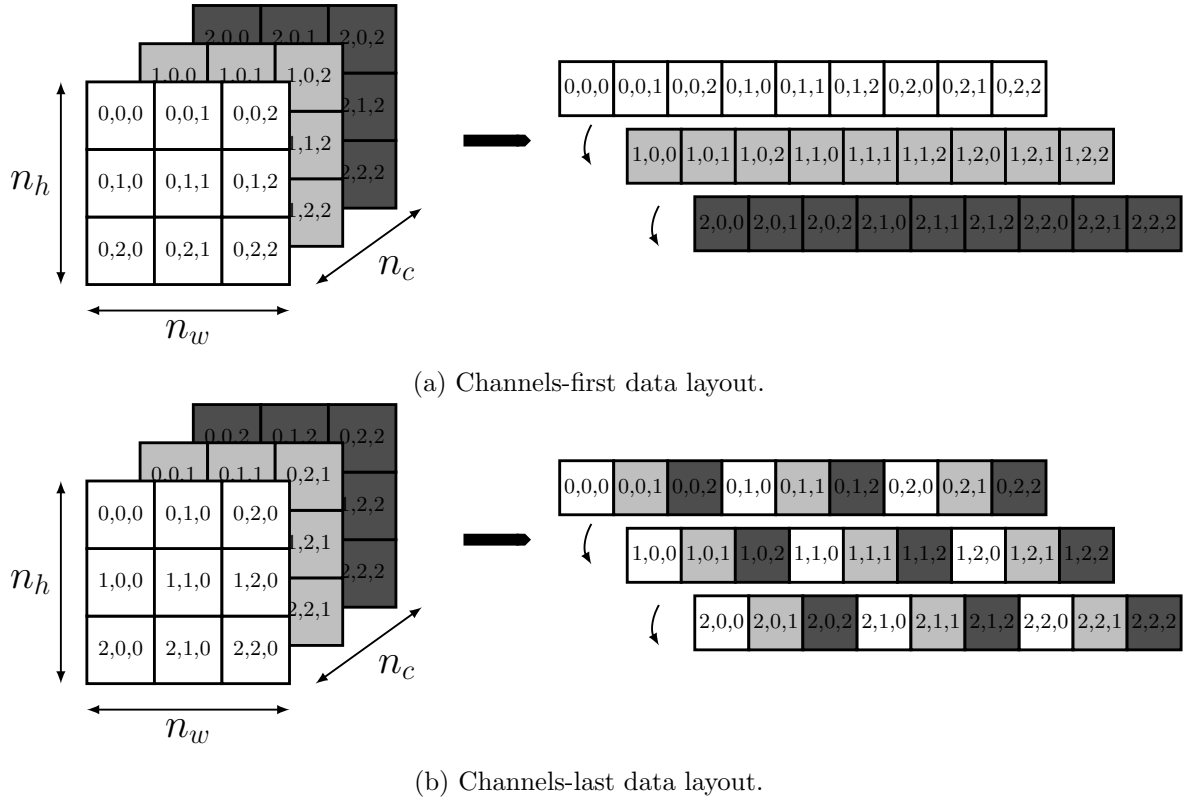 2,0,0 2,0,1 2,0,2
1,0,0 1,0,1 1,0,2
2,1,2
0,0,0 0,0,1 0,0,2
1,1,2
2,2,2
0,1,0 0,1,1 0,1,2
1,2,2
0,2,0 0,2,1 0,2,2
n_h
n_c
n_w
0,0,0 0,0,1 0,0,2 0,1,0 0,1,1 0,1,2 0,2,0 0,2,1 0,2,2
1,0,0 1,0,1 1,0,2 1,1,0 1,1,1 1,1,2 1,2,0 1,2,1 1,2,2
2,0,0 2,0,1 2,0,2 2,1,0 2,1,1 2,1,2 2,2,0 2,2,1 2,2,2
(a) Channels-first data layout.
0,0,2 0,1,2 0,2,2
0,0,1 0,1,1 0,2,1
1,2,2
0,0,0 0,1,0 0,2,0
1,2,1
2,2,2
1,0,0 1,1,0 1,2,0
2,2,1
2,0,0 2,1,0 2,2,0
n_h
n_c
n_w
0,0,0 0,0,1 0,0,2 0,1,0 0,1,1 0,1,2 0,2,0 0,2,1 0,2,2
1,0,0 1,0,1 1,0,2 1,1,0 1,1,1 1,1,2 1,2,0 1,2,1 1,2,2
2,0,0 2,0,1 2,0,2 2,1,0 2,1,1 2,1,2 2,2,0 2,2,1 2,2,2
(b) Channels-last data layout.